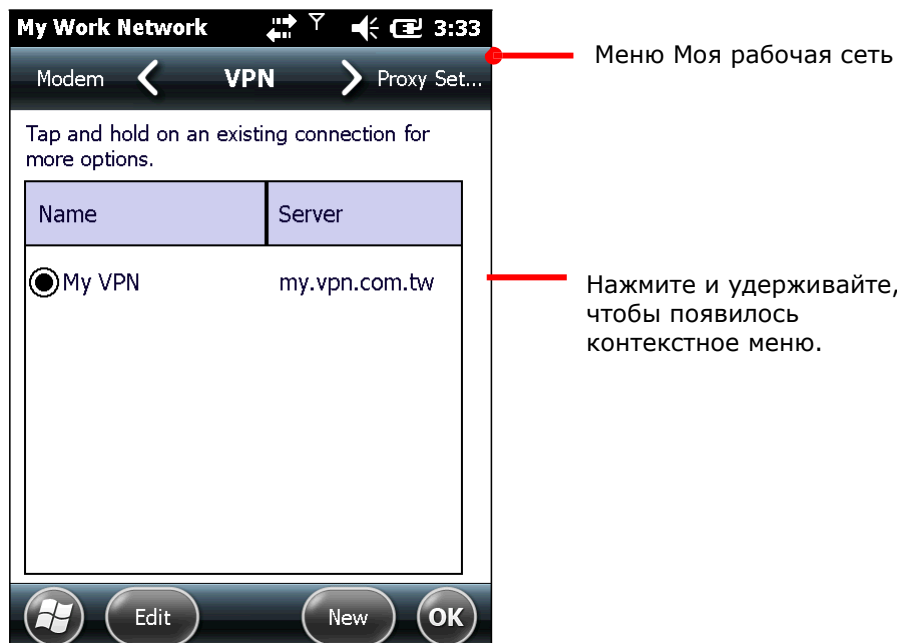 My Work Network 3:33
Modem VPN Proxy Set...
Меню Моя рабочая сеть
Tap and hold on an existing connection for
more options.
Name Server
My VPN my.vpn.com.tw
Нажмите и удерживайте,
чтобы появилось
контекстное меню.
Edit New OK